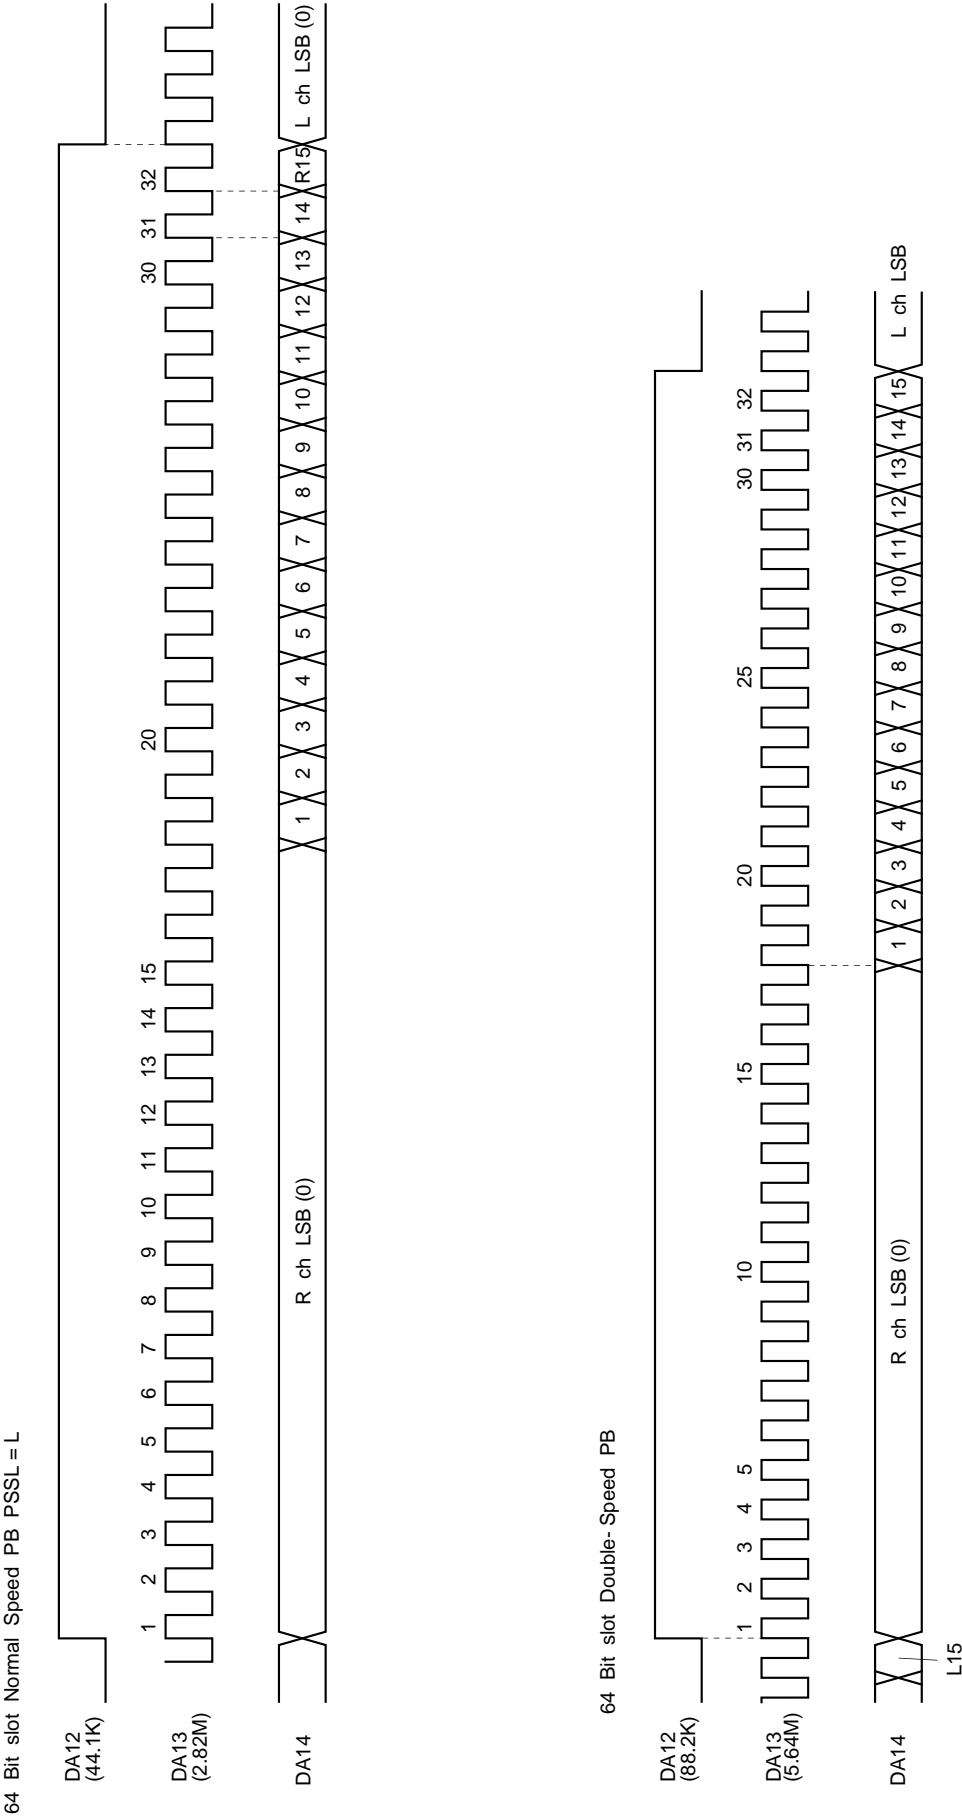 64 Bit slot Normal Speed PB PSSL = L
DA12
(44.1K)
DA13
(2.82M)
1 2 3 4 5 6 7 8 9 10 11 12 13 14 15 20 30 31 32
DA14
R ch LSB (0) 1 2 3 4 5 6 7 8 9 10 11 12 13 14 R15 L ch LSB (0)
64 Bit slot Double- Speed PB
DA12
(88.2K)
DA13
(5.64M)
1 2 3 4 5 10 15 20 25 30 31 32
DA14
L15
R ch LSB (0) 1 2 3 4 5 6 7 8 9 10 11 12 13 14 15 L ch LSB